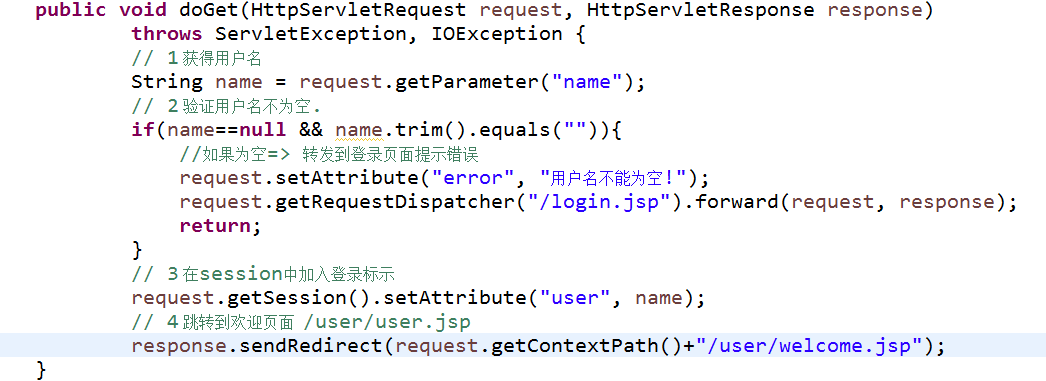 public void doGet(HttpServletRequest request, HttpServletResponse response)
throws ServletException, IOException {
// 1获得用户名
String name = request.getParameter("name");
// 2验证用户名不为空.
if(name==null && name.trim().equals("")){
//如果为空=> 转发到登录页面提示错误
request.setAttribute("error", "用户名不能为空!");
request.getRequestDispatcher("/login.jsp").forward(request, response);
return;
}
// 3在session中加入登录标示
request.getSession().setAttribute("user", name);
// 4跳转到欢迎页面 /user/user.jsp
response.sendRedirect(request.getContextPath()+"/user/welcome.jsp");
}